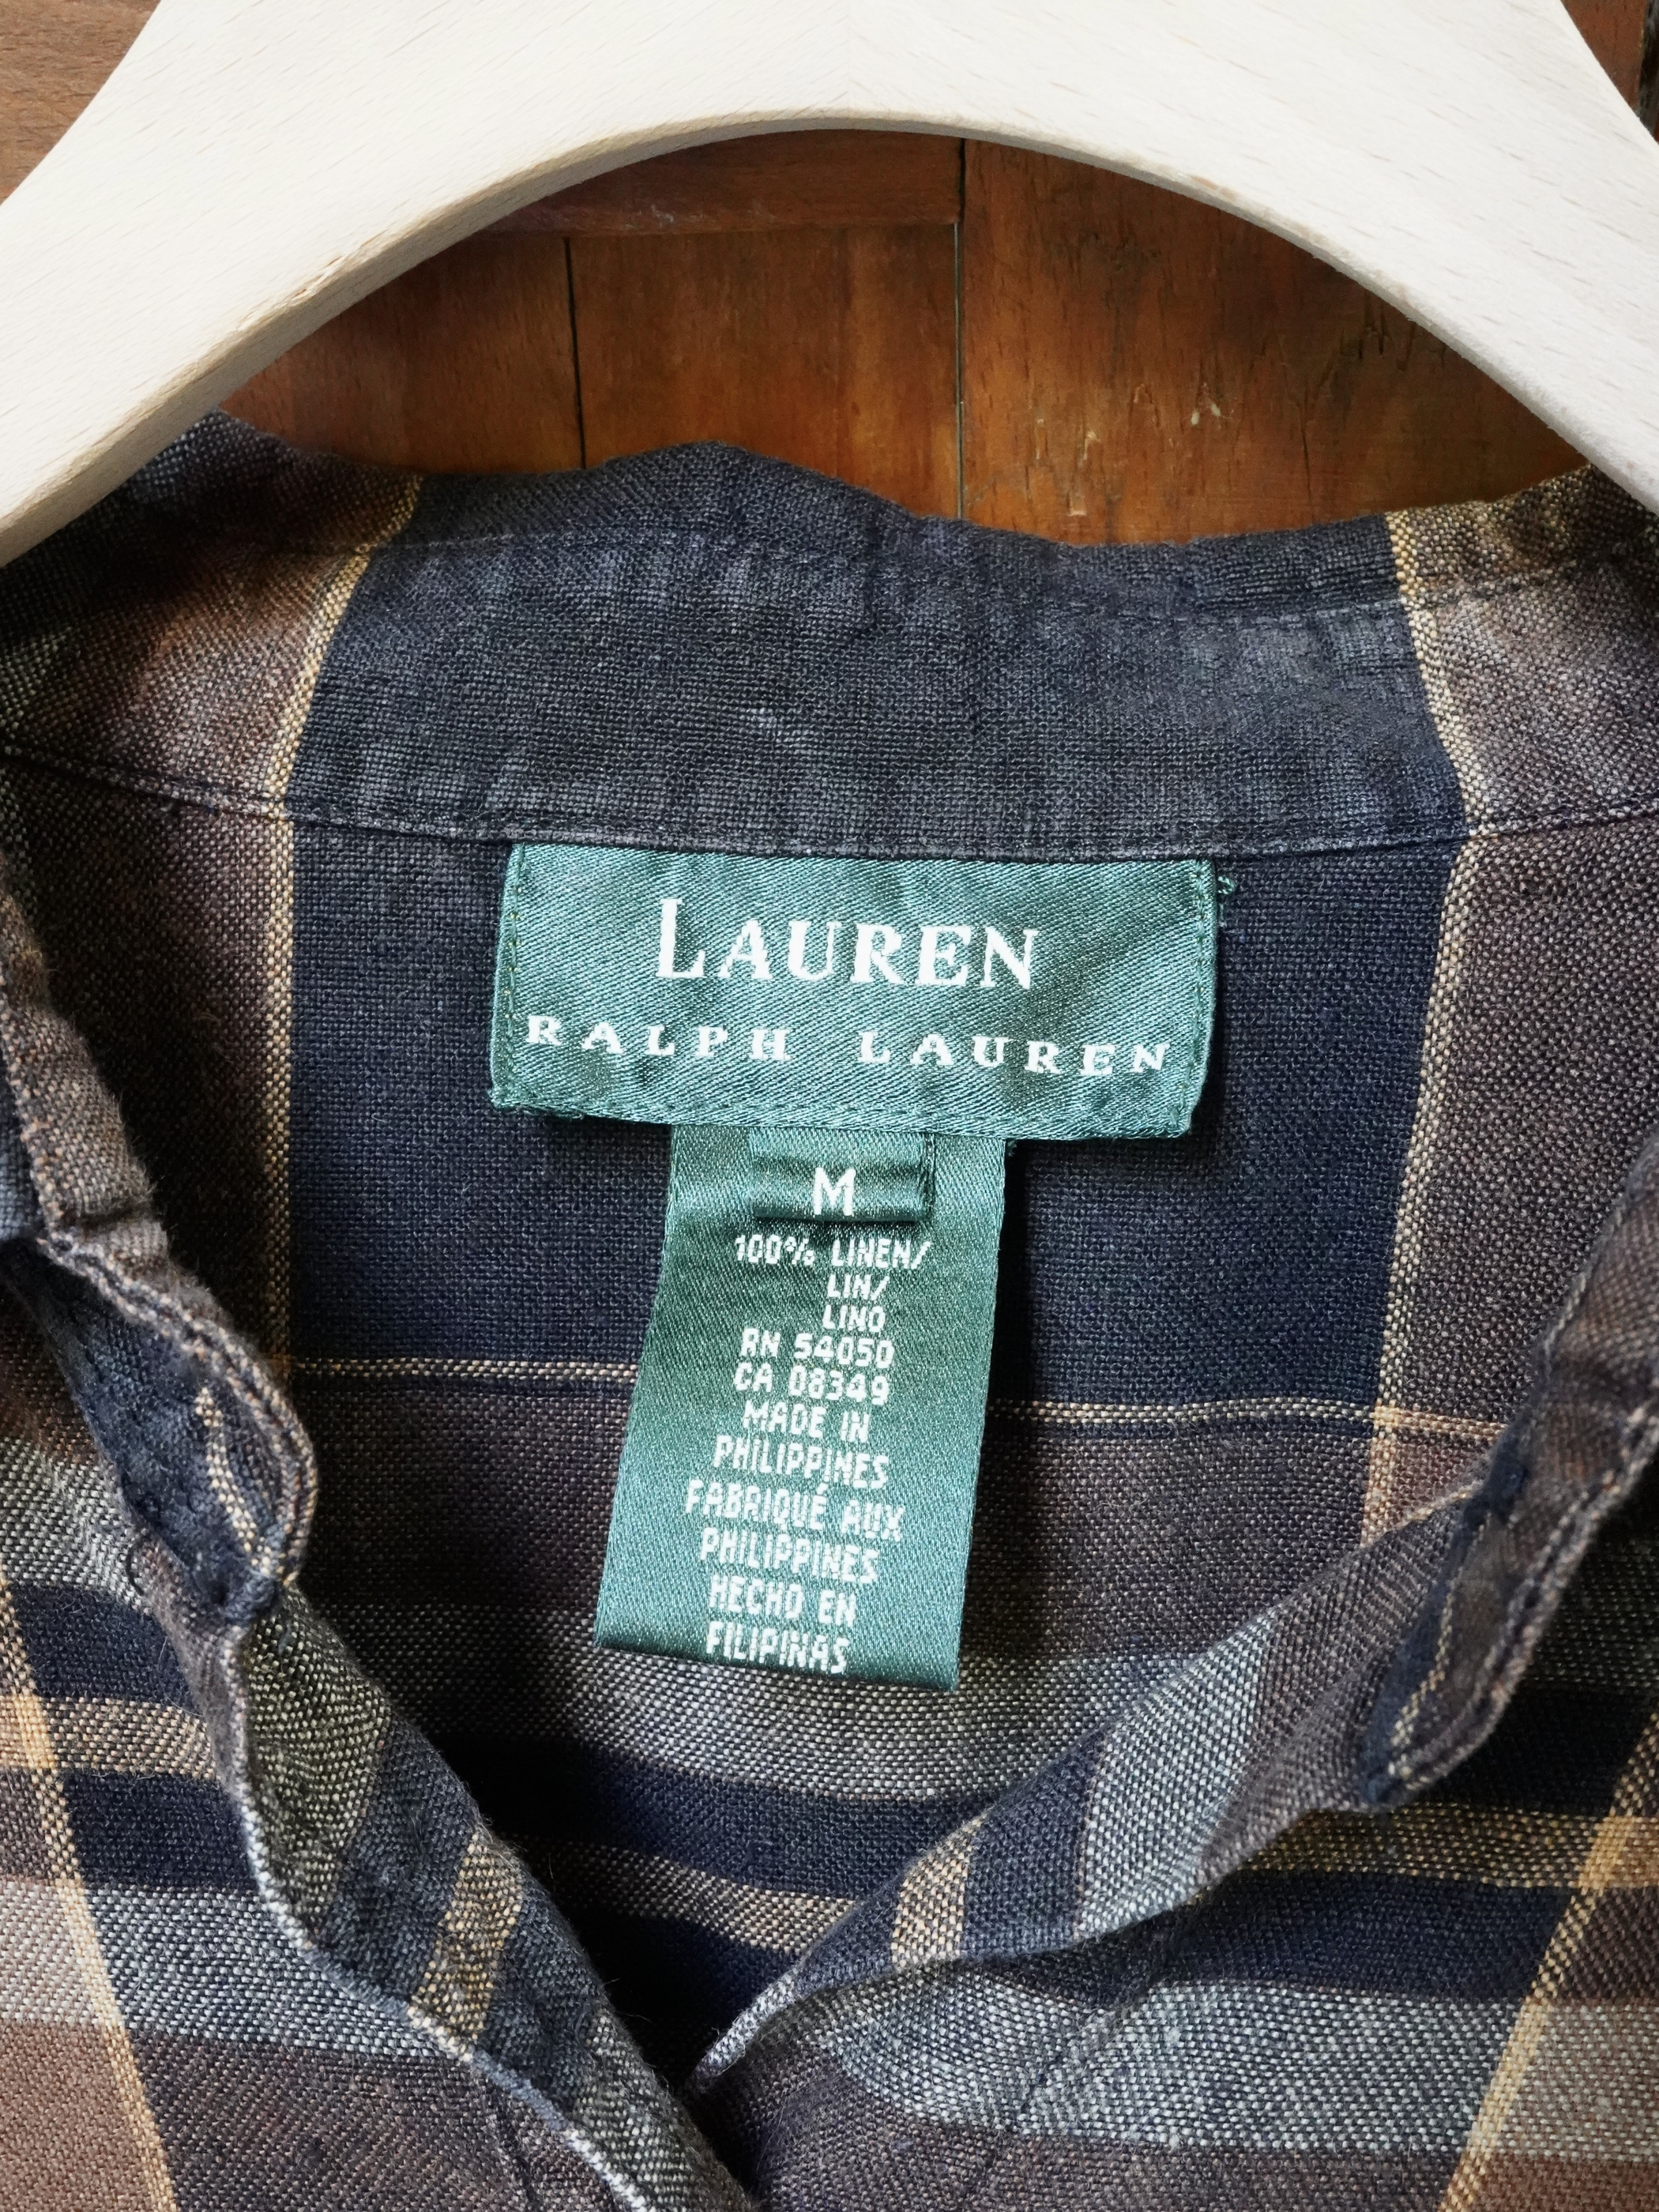 LAUREN
RALPH LAUREN
M
100% LINEN/
LIN/
LINO
RN 54050
CA 08349
MADE IN
PHILIPPINES
FABRIQUÉ AUX
PHILIPPINES
HECHO EN
FILIPINAS